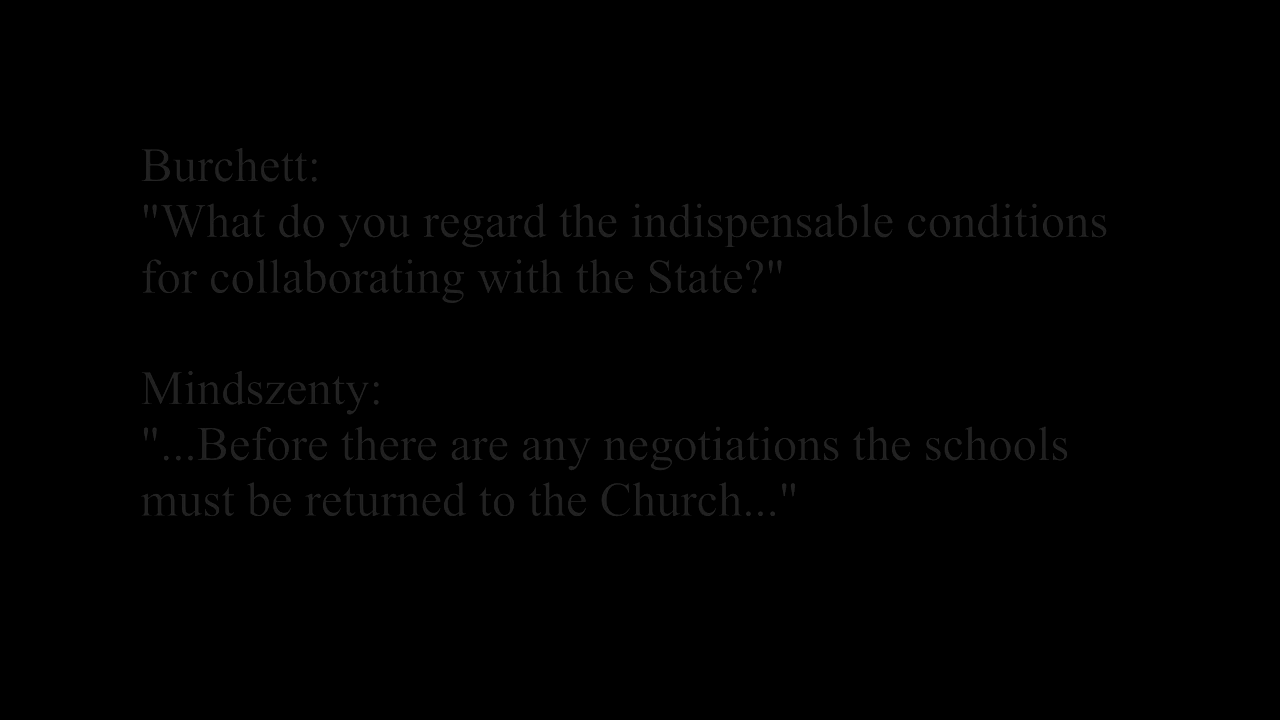 Burchett:
"What do you regard the indispensable conditions
for collaborating with the State?"
Mindszenty:
"...Before there are any negotiations the schools
must be returned to the Church..."